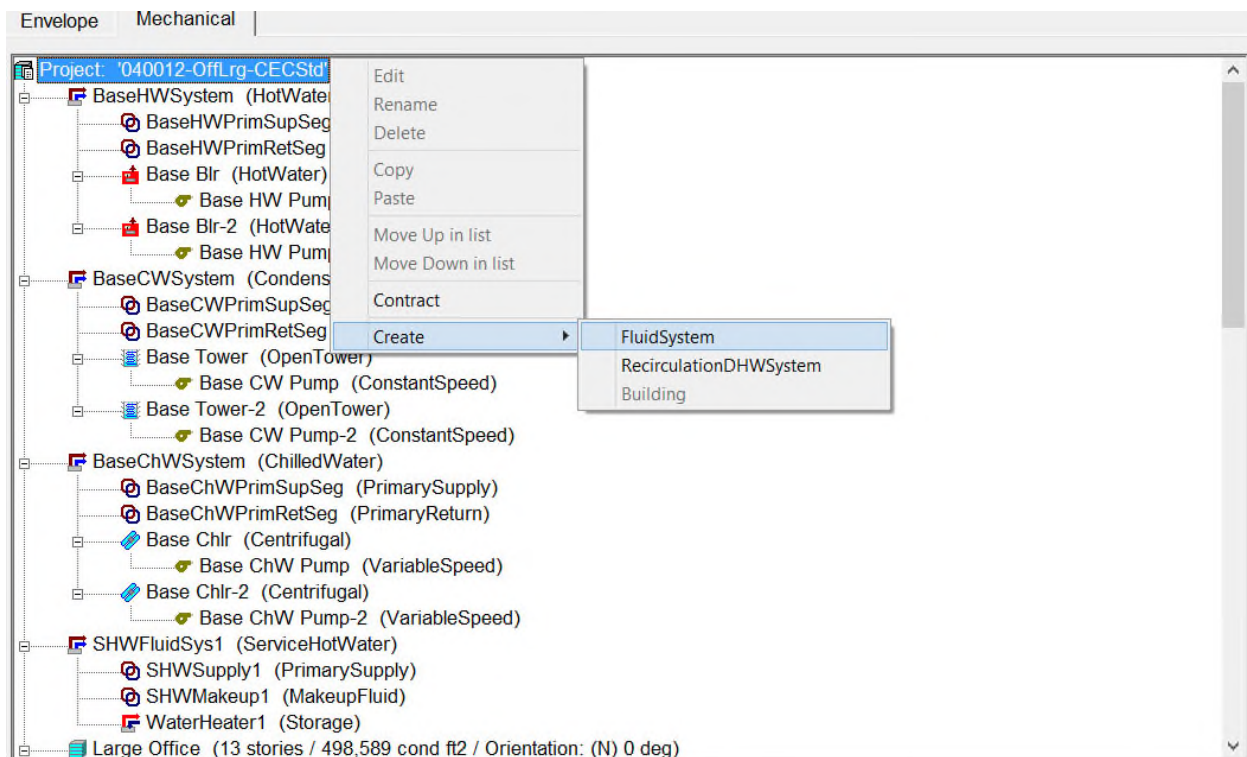 Envelope Mechanical
Project: '040012-OffLrg-CECStd'
BaseHWSystem (HotWate
BaseHWPrimSupSeg
BaseHWPrimRetSeg
Base Blr (HotWater)
Base HW Pum
Base Blr-2 (HotWate
Base HW Pum
BaseCWSystem (Condens
BaseCWPrimSupSeg
BaseCWPrimRetSeg
Base Tower (OpenTower)
Base CW Pump (ConstantSpeed)
Base Tower-2 (OpenTower)
Base CW Pump-2 (ConstantSpeed)
BaseChWSystem (ChilledWater)
BaseChWPrimSupSeg (PrimarySupply)
BaseChWPrimRetSeg (PrimaryReturn)
Base Chlr (Centrifugal)
Base ChW Pump (VariableSpeed)
Base Chlr-2 (Centrifugal)
Base ChW Pump-2 (VariableSpeed)
SHWFluidSys1 (ServiceHotWater)
SHWSupply1 (PrimarySupply)
SHWMakeup1 (MakeupFluid)
WaterHeater1 (Storage)
Large Office (13 stories / 498,589 cond ft2 / Orientation: (N) 0 deg)
Edit
Rename
Delete
Copy
Paste
Move Up in list
Move Down in list
Contract
Create
FluidSystem
RecirculationDHWSystem
Building